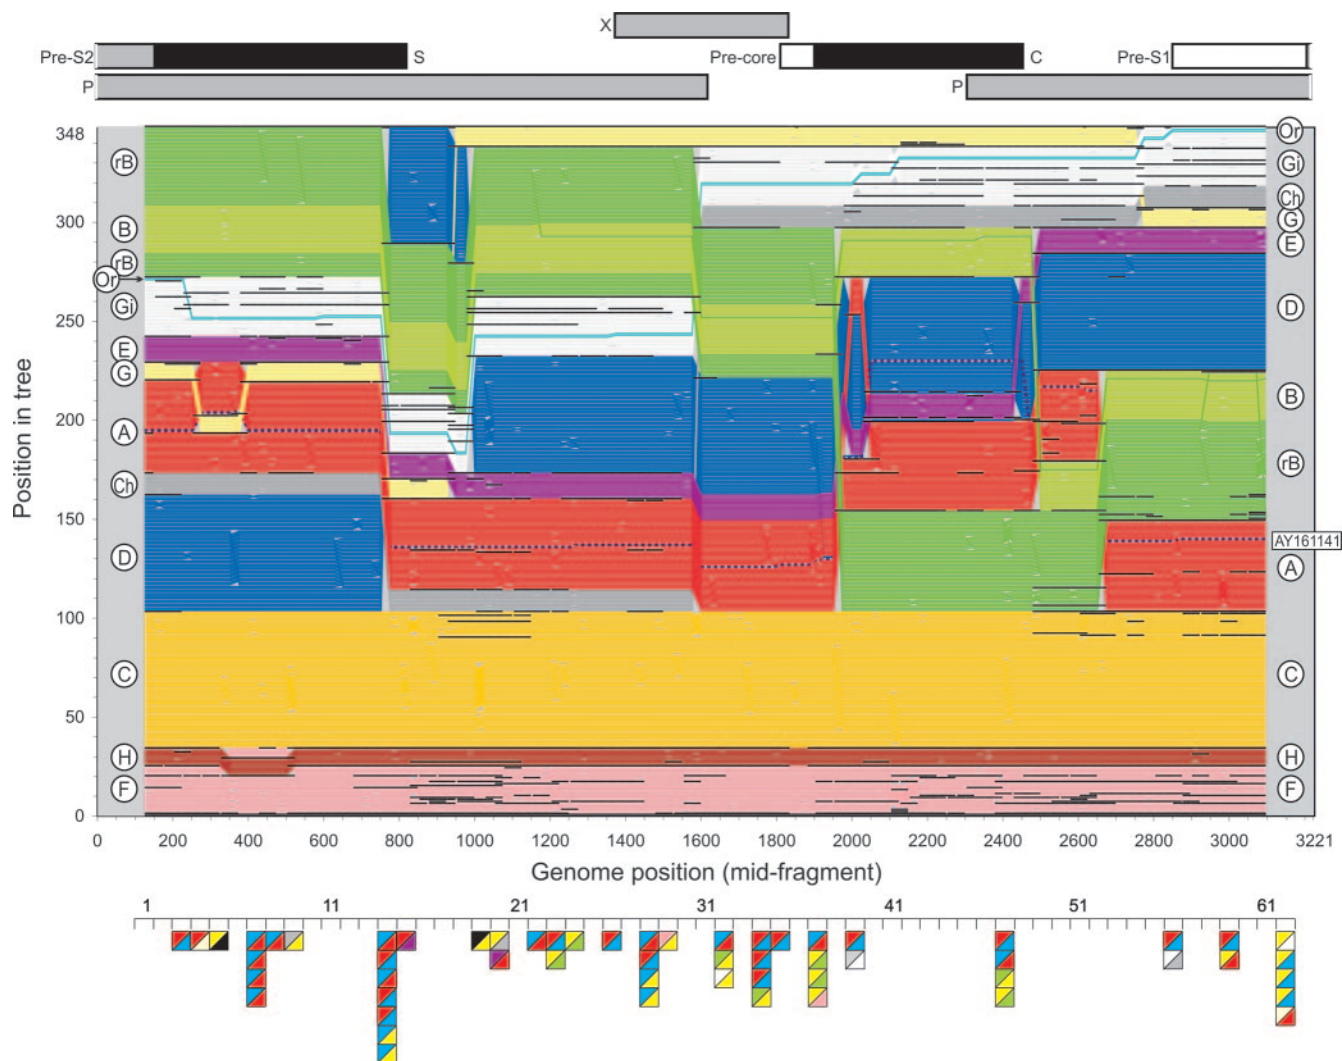 X
Pre-S2 S Pre-core C Pre-S1
P P
348 Or
rB Gi
Ch
300 B G
rB E
Or
Gi D
250
E
G
200 B
A
rB
Ch
150
D AY161141
A
100
C C
50
H H
F F
0
Position in tree
0 200 400 600 800 1000 1200 1400 1600 1800 2000 2200 2400 2600 2800 3000 3221
Genome position (mid-fragment)
1 11 21 31 41 51 61